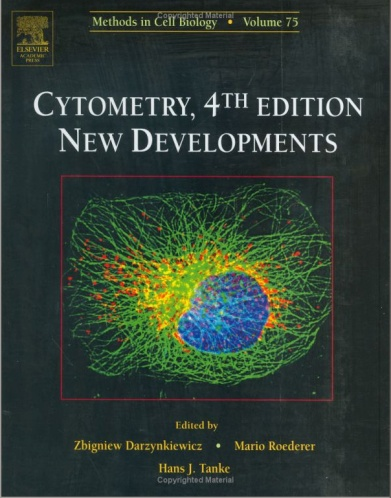 Copyrighted Material
Methods in Cell Biology • Volume 75
ELSEVIER
ACADEMIC
PRESS
CYTOMETRY, 4TH EDITION
NEW DEVELOPMENTS
Edited by
Zbigniew Darzynkiewicz • Mario Roederer
Hans J. Tanke
Copyrighted Material